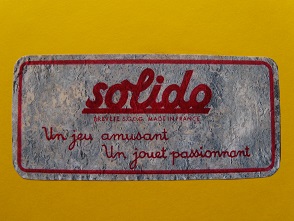 solido
BREVETÉ S.G.D.G. MADE IN FRANCE
Un jeu amusant
Un jouet passionnant